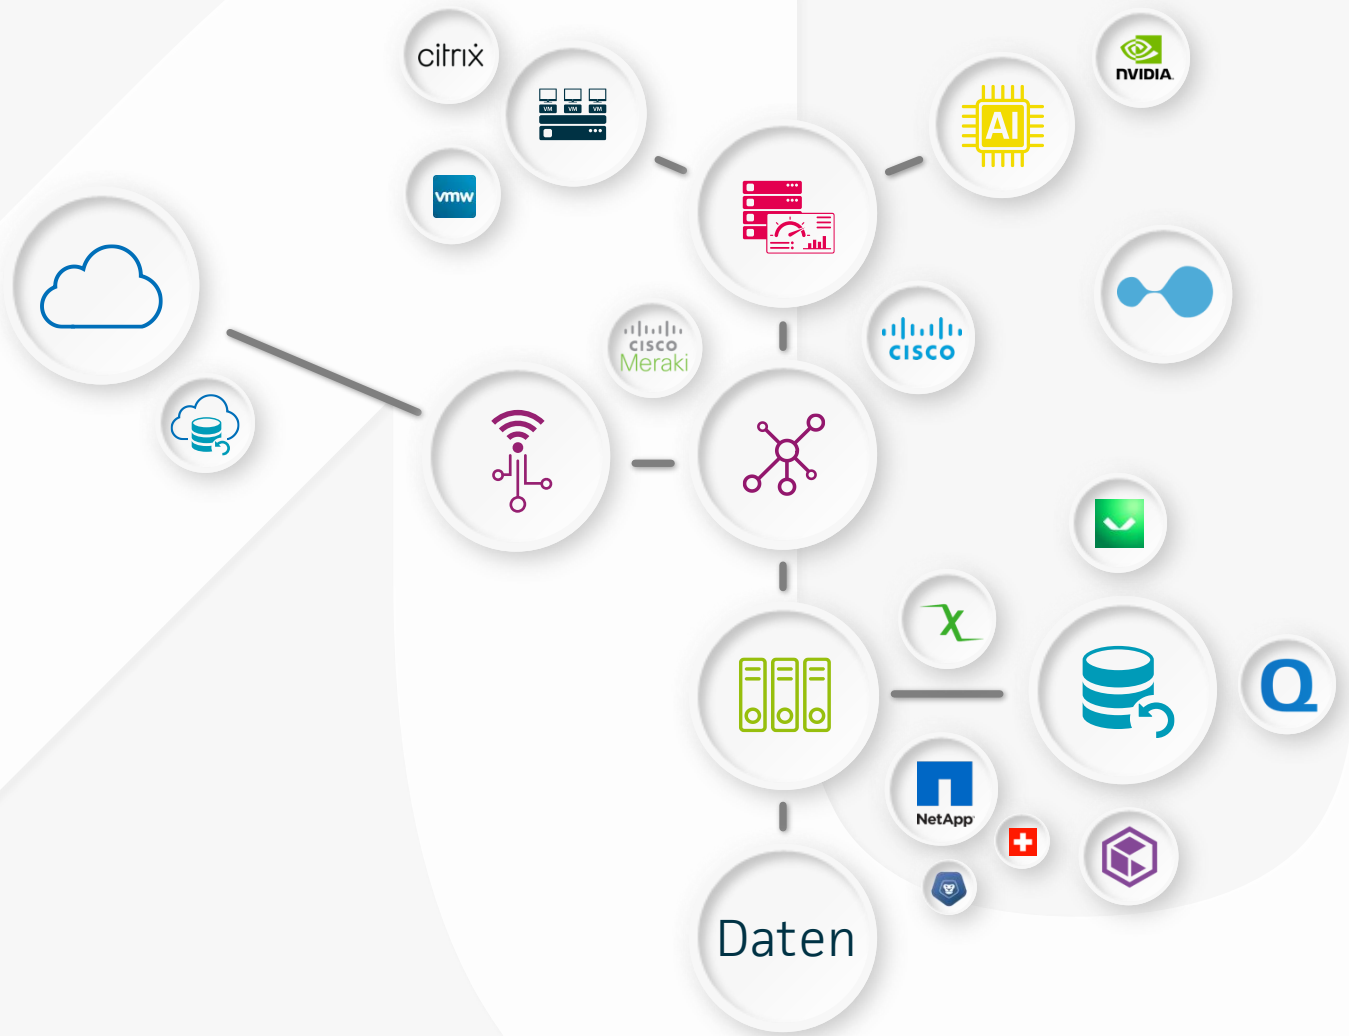 citrix
VM VM VM
AI
NVIDIA.
vmw
CISCO
Meraki
CISCO
Q
NetApp
Daten